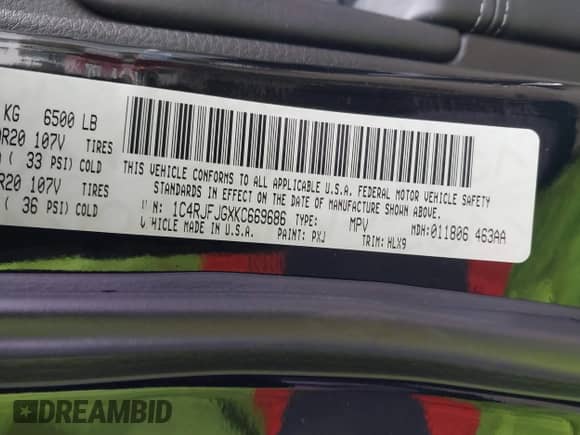 KG 6500 LB
R20 107V TIRES
( 33 PSI) COLD
R20 107V TIRES
( 36 PSI) COLD
THIS VEHICLE CONFORMS TO ALL APPLICABLE U.S.A. FEDERAL MOTOR VEHICLE SAFETY
STANDARDS IN EFFECT ON THE DATE OF MANUFACTURE SHOWN ABOVE.
1C4RJFJGXKC669686 TYPE: MPV MDH:011806 463AA
MADE IN U.S.A. PAINT: PXJ TRIM: HLX9
DREAMBID